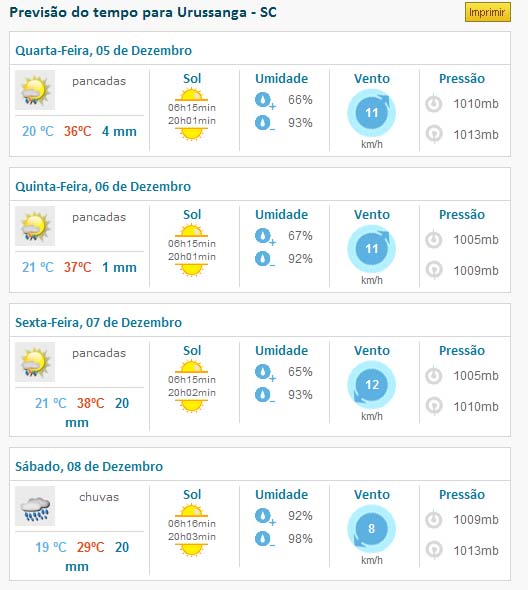 Previsão do tempo para Urussanga - SC
Imprimir
Quarta-Feira, 05 de Dezembro
pancadas
20 ºC 36ºC 4 mm
Sol
06h15min
20h01min
Umidade
66%
93%
Vento
11
km/h
Pressão
1010mb
1013mb
Quinta-Feira, 06 de Dezembro
pancadas
21 ºC 37ºC 1 mm
Sol
06h15min
20h01min
Umidade
67%
92%
Vento
11
km/h
Pressão
1005mb
1009mb
Sexta-Feira, 07 de Dezembro
pancadas
21 ºC 38ºC 20
mm
Sol
06h15min
20h02min
Umidade
65%
93%
Vento
12
km/h
Pressão
1005mb
1010mb
Sábado, 08 de Dezembro
chuvas
19 ºC 29ºC 20
mm
Sol
06h16min
20h03min
Umidade
92%
98%
Vento
8
km/h
Pressão
1009mb
1013mb